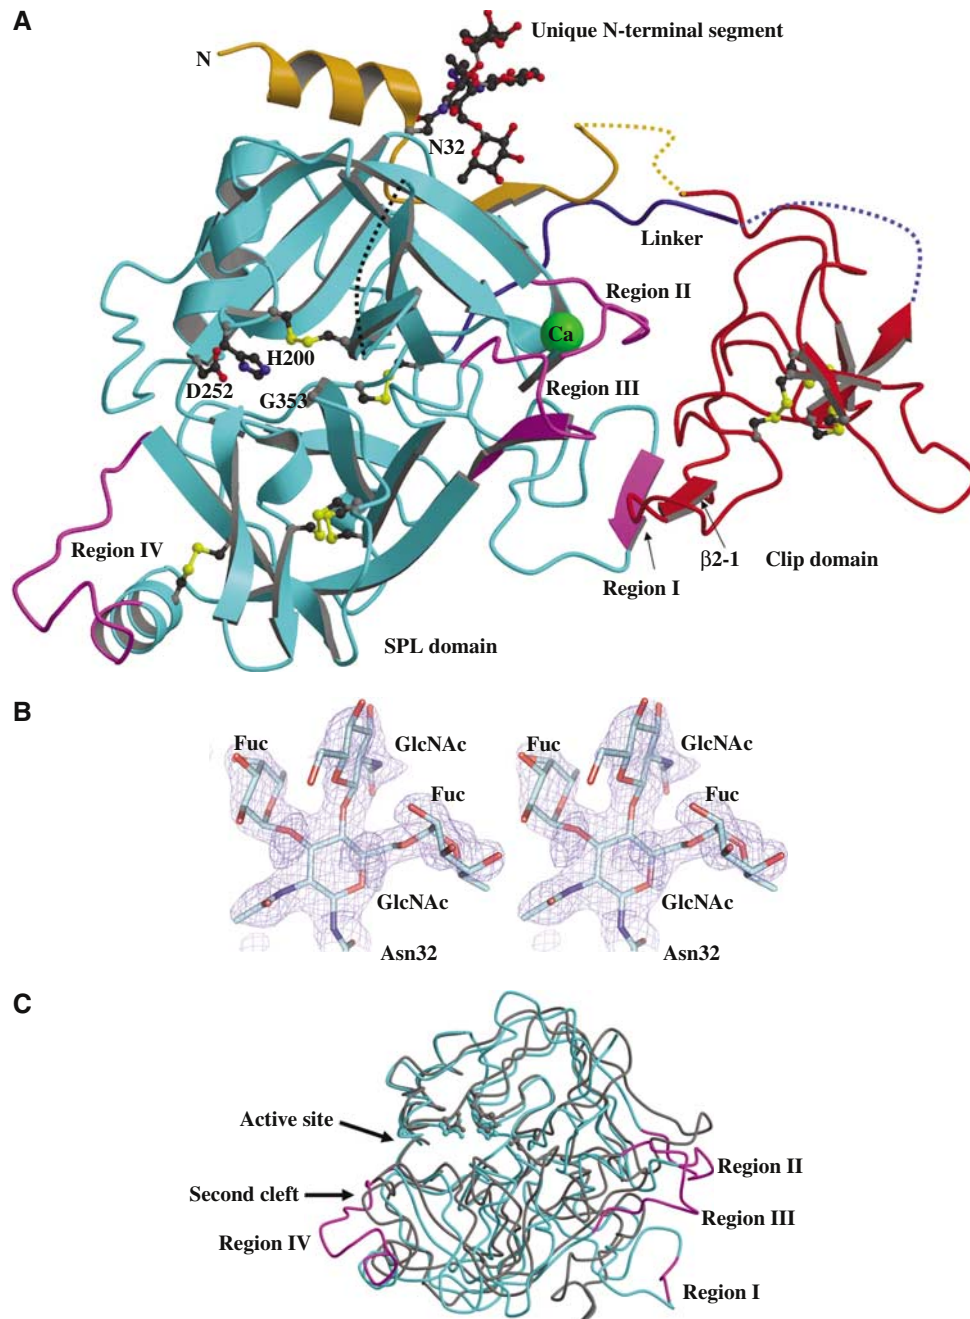 A
Unique N-terminal segment
N
N32
Linker
Region II
Ca
H200
D252
G353
Region III
Region IV
β2-1
Clip domain
Region I
SPL domain
B
Fuc
GlcNAc
Fuc
GlcNAc
Asn32
Fuc
GlcNAc
Fuc
GlcNAc
Asn32
C
Active site
Second cleft
Region IV
Region II
Region III
Region I